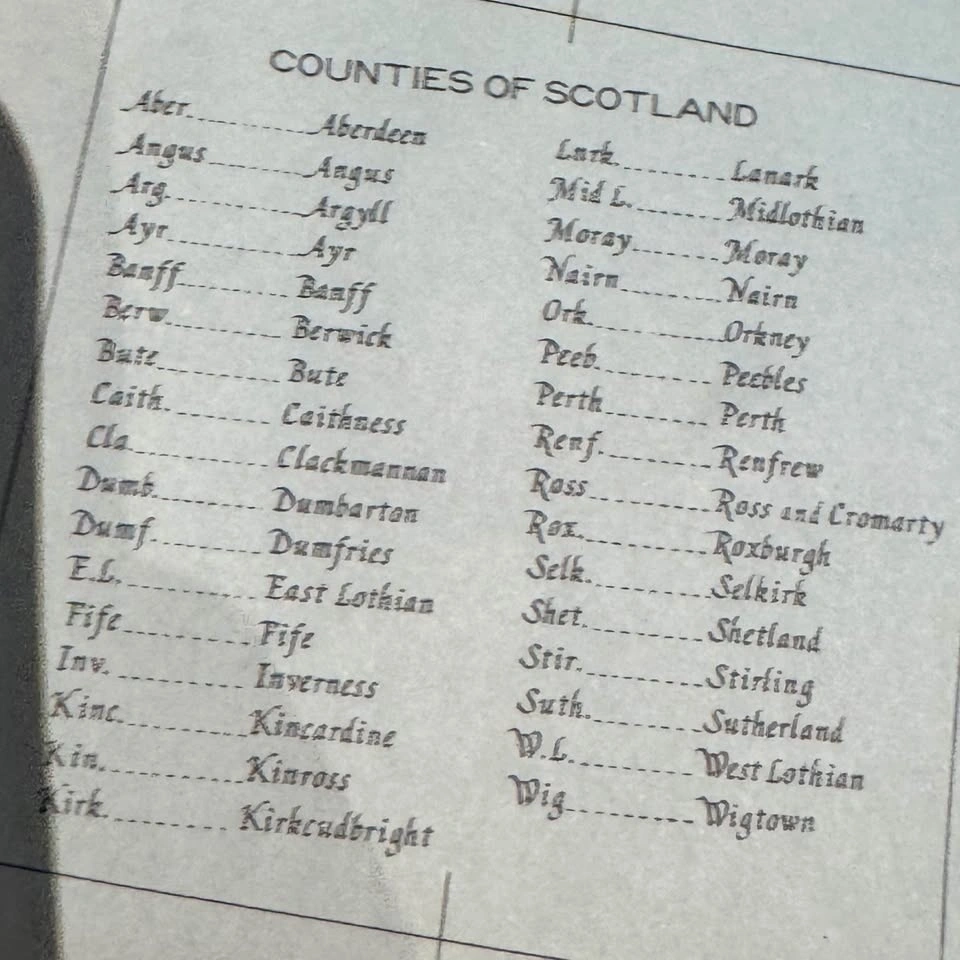 COUNTIES OF SCOTLAND
Aber. Aberdeen
Angus Angus
Arg. Argyll
Ayr Ayr
Banff Banff
Berw. Berwick
Bute Bute
Caith. Caithness
Cla. Clackmannan
Dumb. Dumbarton
Dumf. Dumfries
E.L. East Lothian
Fife Fife
Inv. Inverness
Kinc. Kincardine
Kin. Kinross
Kirk. Kirkcudbright
Lnrk. Lanark
Mid L. Midlothian
Moray Moray
Nairn Nairn
Ork. Orkney
Peeb. Peebles
Perth Perth
Renf. Renfrew
Ross Ross and Cromarty
Rox. Roxburgh
Selk. Selkirk
Shet. Shetland
Stir. Stirling
Suth. Sutherland
W.L. West Lothian
Wig Wigtown